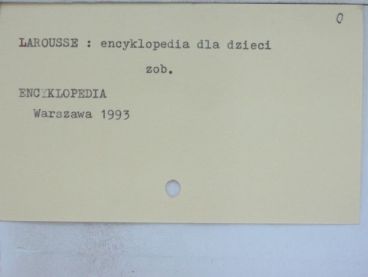 0
LAROUSSE : encyklopedia dla dzieci
zob.
ENCYKLOPEDIA
Warszawa 1993